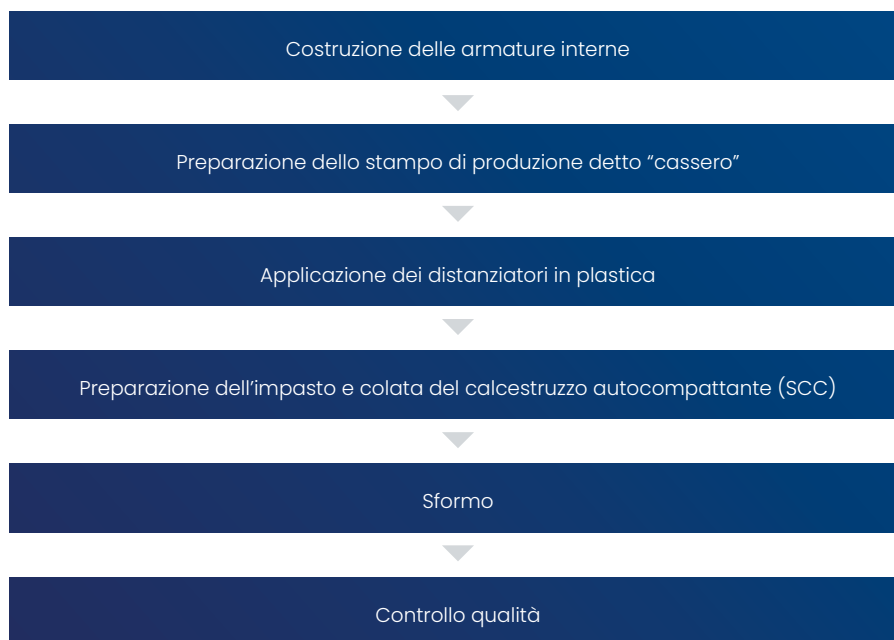 Costruzione delle armature interne
Preparazione dello stampo di produzione detto “cassero”
Applicazione dei distanziatori in plastica
Preparazione dell’impasto e colata del calcestruzzo autocompattante (SCC)
Sformo
Controllo qualità